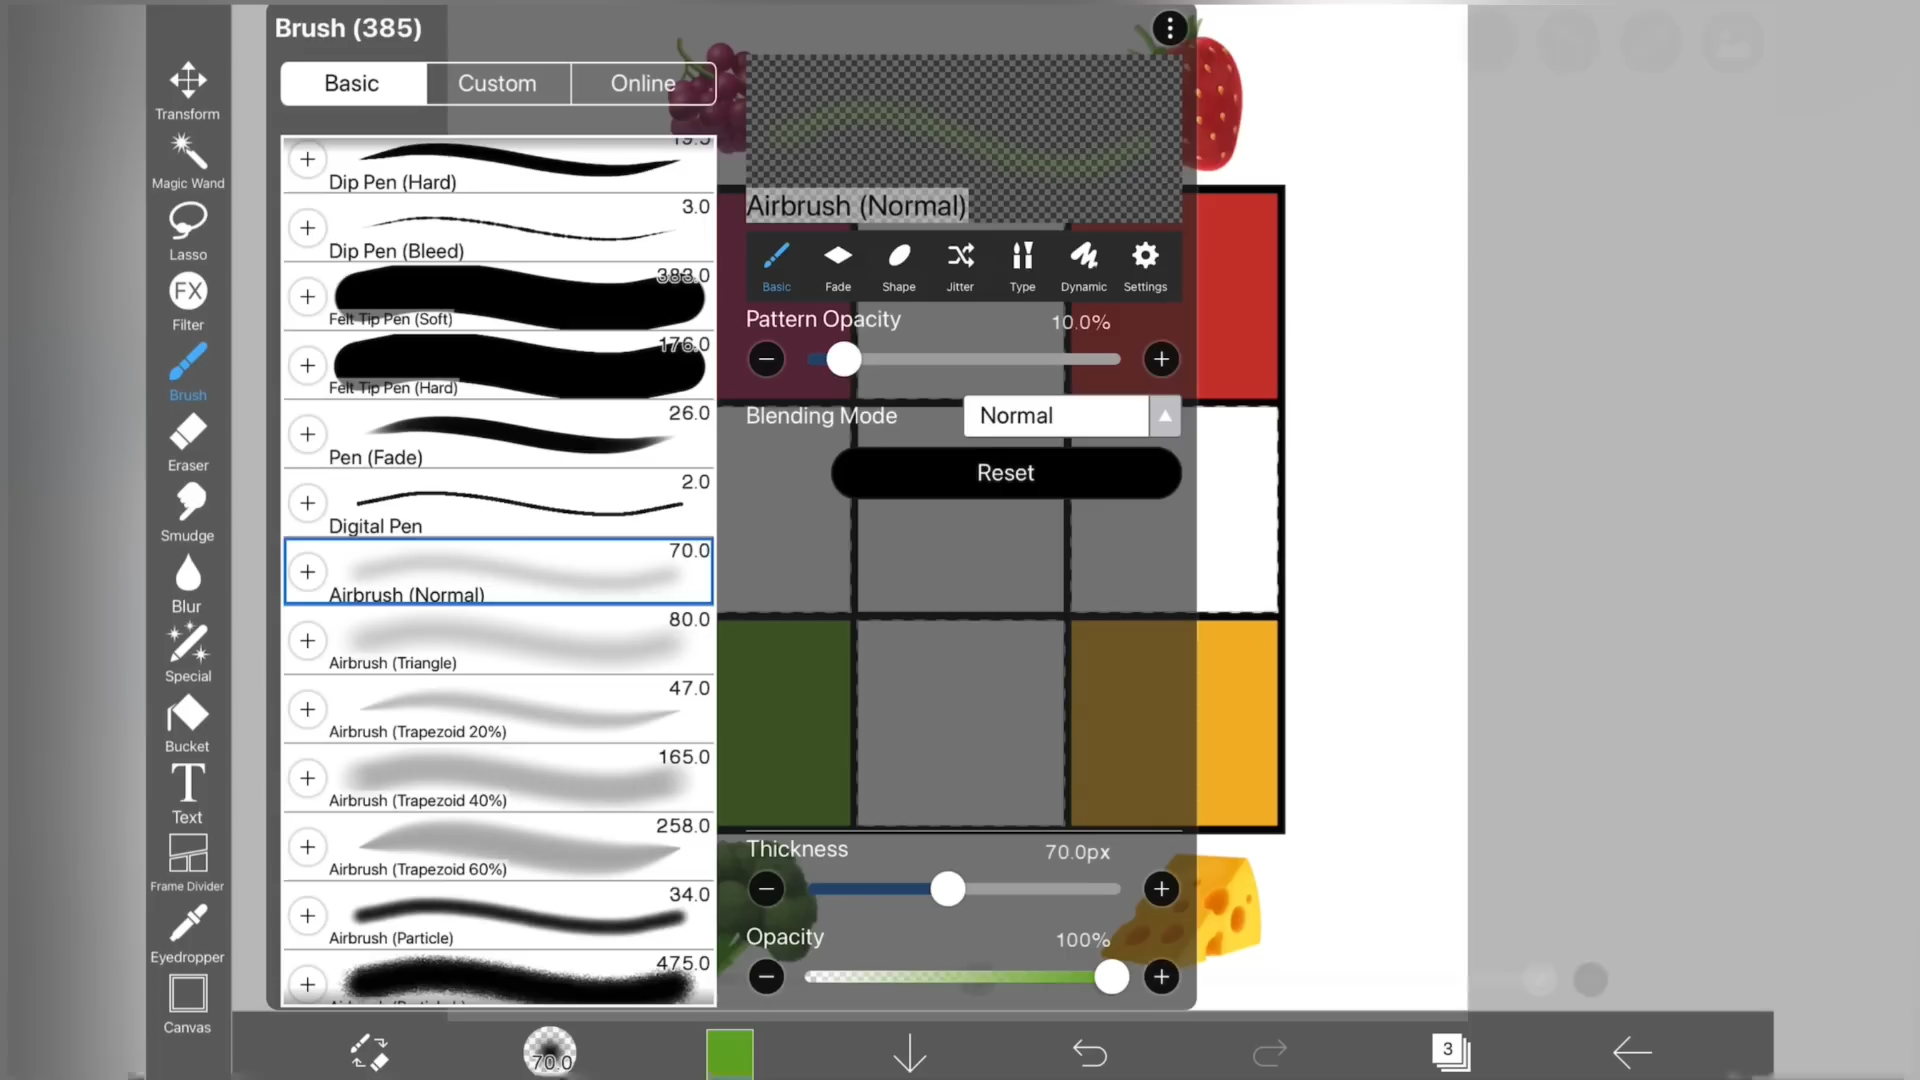 Brush (385)
Basic
Custom
Online
Transform
Magic Wand
Lasso
FX
Filter
Brush
Eraser
Smudge
Blur
Special
Bucket
T
Text
Frame Divider
Eyedropper
Canvas
19.5
Dip Pen (Hard)
3.0
Dip Pen (Bleed)
383.0
Felt Tip Pen (Soft)
176.0
Felt Tip Pen (Hard)
26.0
Pen (Fade)
2.0
Digital Pen
70.0
Airbrush (Normal)
80.0
Airbrush (Triangle)
47.0
Airbrush (Trapezoid 20%)
165.0
Airbrush (Trapezoid 40%)
258.0
Airbrush (Trapezoid 60%)
34.0
Airbrush (Particle)
475.0
Airbrush (Normal)
Basic
Fade
Shape
Jitter
Type
Dynamic
Settings
Pattern Opacity
10.0%
Blending Mode
Normal
Reset
Thickness
70.0px
Opacity
100%
70.0
3